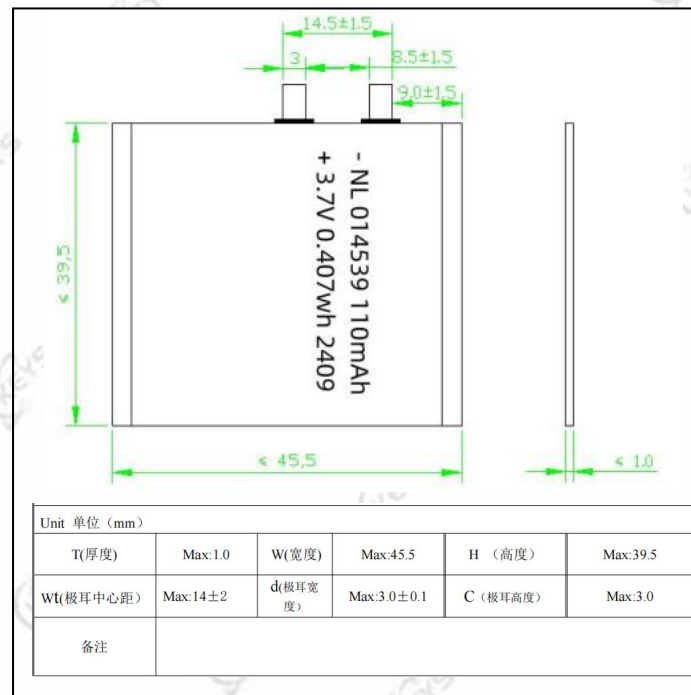 14.5±1.5
3
8.5±1.5
9.0±1.5
≤ 39,5
- NL 014539 110mAh
+ 3.7V 0.407wh 2409
≤ 45,5
≤ 1.0
Unit 单位（mm）
T(厚度) Max:1.0 W(宽度) Max:45.5 H （高度） Max:39.5
Wt(极耳中心距） Max:14±2 d(极耳宽度） Max:3.0±0.1 C（极耳高度） Max:3.0
备注
KEYS